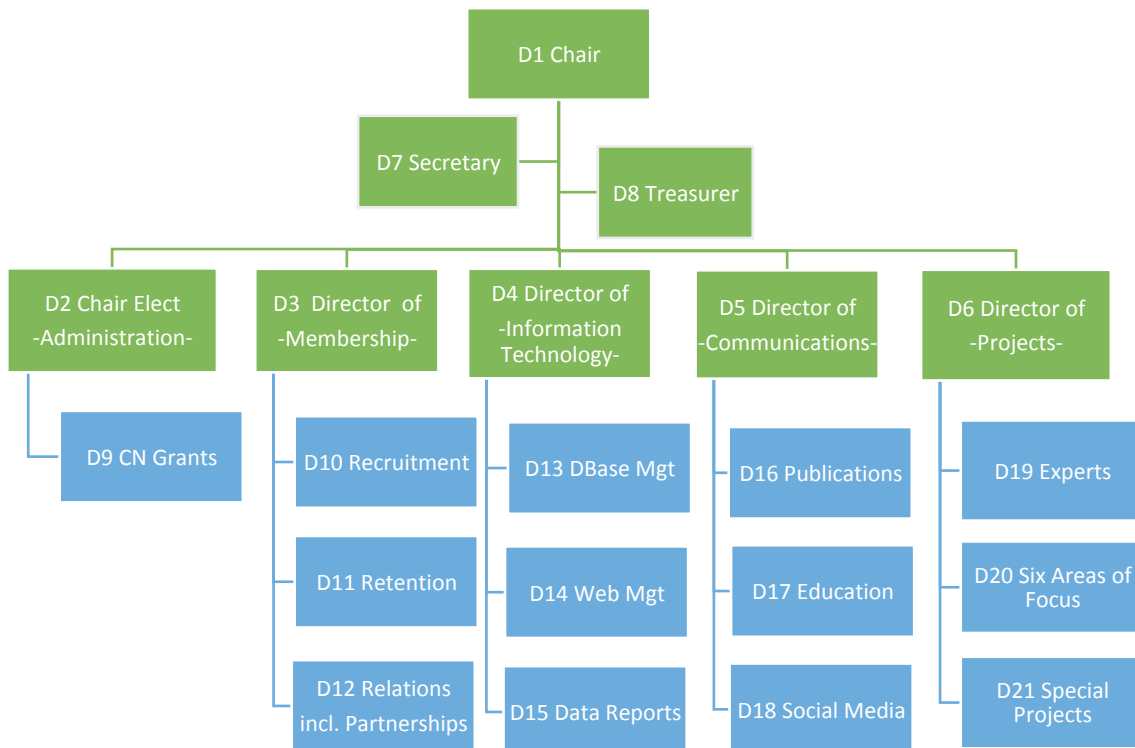 D1 Chair
D7 Secretary
D8 Treasurer
D2 Chair Elect
-Administration-
D3 Director of
-Membership-
D4 Director of
-Information
Technology-
D5 Director of
-Communications-
D6 Director of
-Projects-
D9 CN Grants
D10 Recruitment
D11 Retention
D12 Relations
incl. Partnerships
D13 DBase Mgt
D14 Web Mgt
D15 Data Reports
D16 Publications
D17 Education
D18 Social Media
D19 Experts
D20 Six Areas of
Focus
D21 Special
Projects